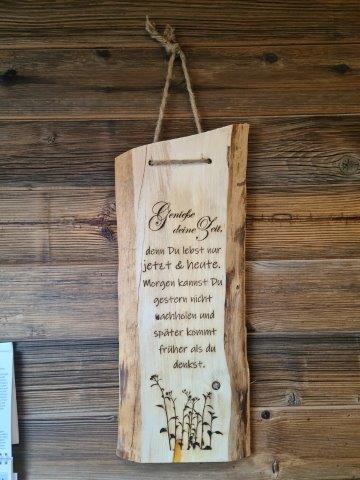 Genieße
deine Zeit,
denn Du lebst nur
jetzt & heute.
Morgen kannst Du
gestern nicht
nachholen und
später kommt
früher als du
denkst.